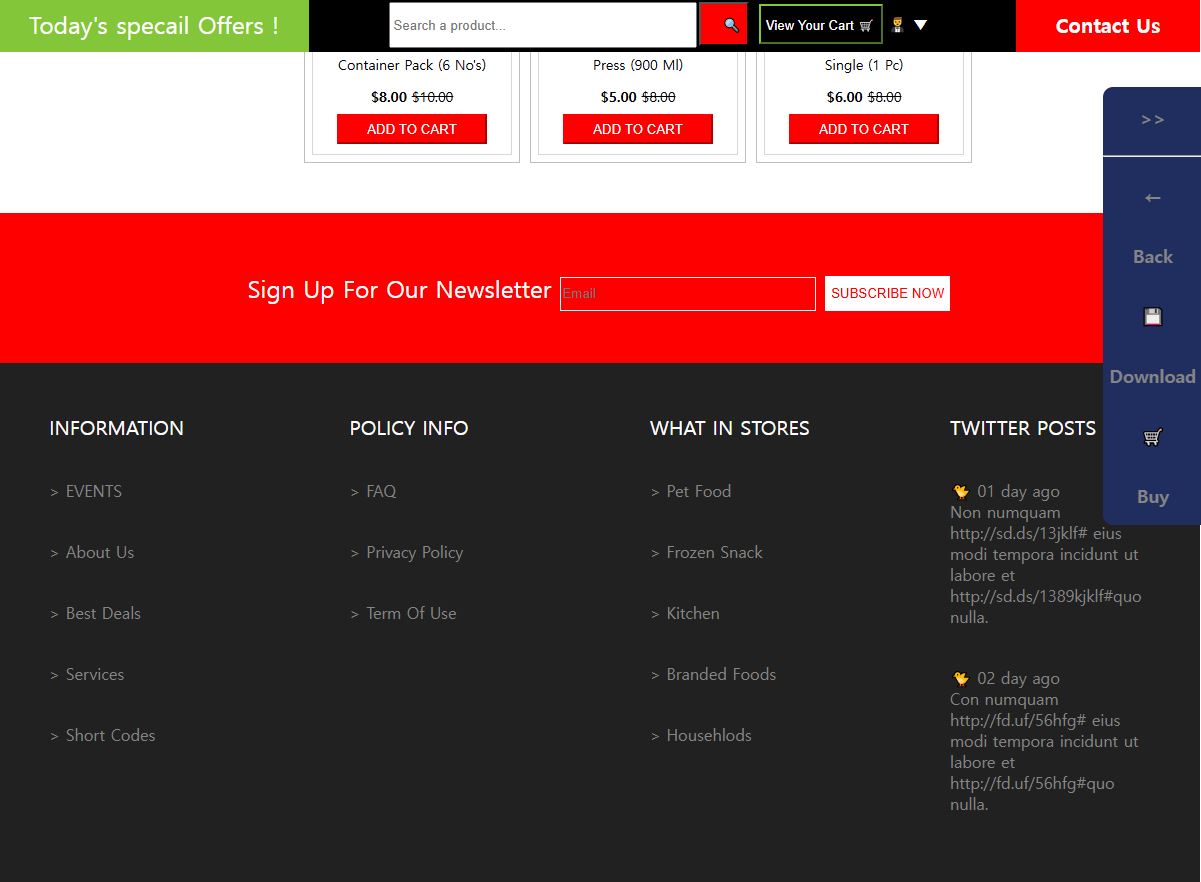 Today's specail Offers !
Search a product...
View Your Cart
Contact Us
Container Pack (6 No's)
$8.00 $10.00
ADD TO CART
Press (900 Ml)
$5.00 $8.00
ADD TO CART
Single (1 Pc)
$6.00 $8.00
ADD TO CART
>>
←
Back
Download
Buy
Sign Up For Our Newsletter
Email
SUBSCRIBE NOW
INFORMATION
> EVENTS
> About Us
> Best Deals
> Services
> Short Codes
POLICY INFO
> FAQ
> Privacy Policy
> Term Of Use
WHAT IN STORES
> Pet Food
> Frozen Snack
> Kitchen
> Branded Foods
> Househlods
TWITTER POSTS
01 day ago
Non numquam
http://sd.ds/13jklf# eius
modi tempora incidunt ut
labore et
http://sd.ds/1389kjklf#quo
nulla.
02 day ago
Con numquam
http://fd.uf/56hfg# eius
modi tempora incidunt ut
labore et
http://fd.uf/56hfg#quo
nulla.